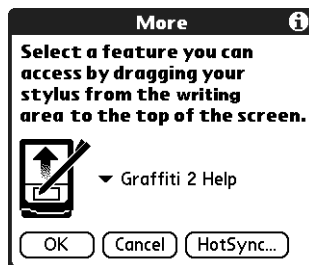 More
Select a feature you can
access by dragging your
stylus from the writing
area to the top of the screen.
Graffiti 2 Help
OK Cancel HotSync...